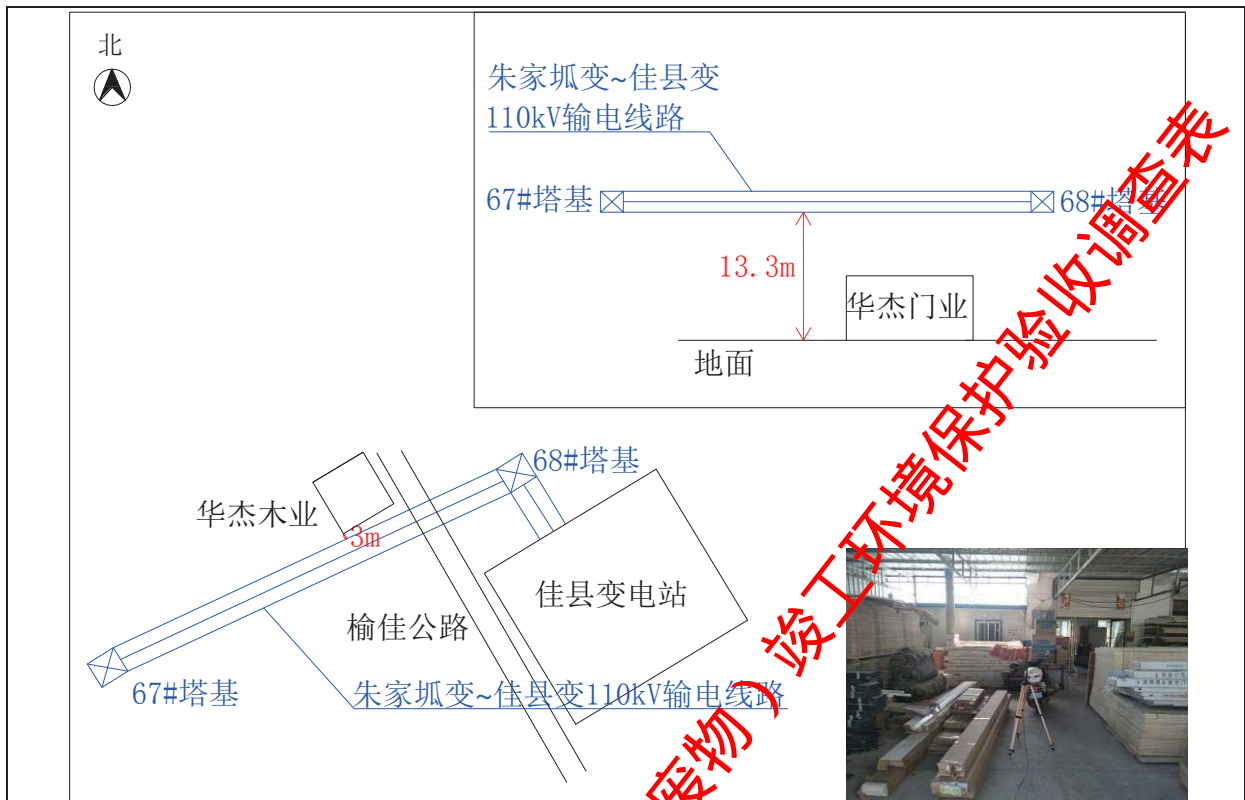 北
朱家坬变~佳县变
110kV输电线路
67#塔基
68#塔基
13.3m
华杰门业
地面
68#塔基
华杰木业
3m
佳县变电站
榆佳公路
67#塔基
朱家坬变~佳县变110kV输电线路
废物）竣工环境保护验收调查表